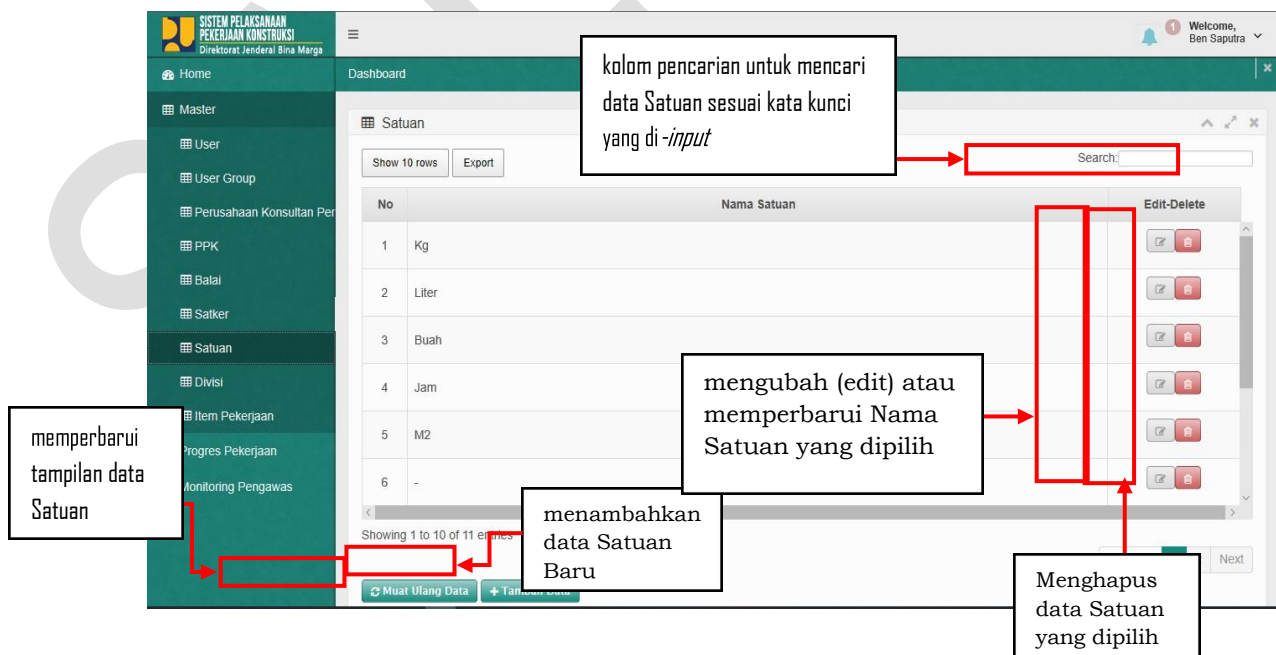 SISTEM PELAKSANAAN
PEKERJAAN KONSTRUKSI
Direktorat Jenderal Bina Marga
1
Welcome,
Ben Saputra
Home
Dashboard
kolom pencarian untuk mencari
data Satuan sesuai kata kunci
yang di-input
Master
User
User Group
Perusahaan Konsultan Per
PPK
Balai
Satker
Satuan
Divisi
Item Pekerjaan
Progres Pekerjaan
Monitoring Pengawas
Satuan
Show 10 rows Export
Search:
No Nama Satuan Edit-Delete
1 Kg
2 Liter
3 Buah
4 Jam
5 M2
6 -
mengubah (edit) atau
memperbarui Nama
Satuan yang dipilih
memperbarui
tampilan data
Satuan
menambahkan
data Satuan
Baru
Showing 1 to 10 of 11 entries
Next
Muat Ulang Data + Tambah Data
Menghapus
data Satuan
yang dipilih